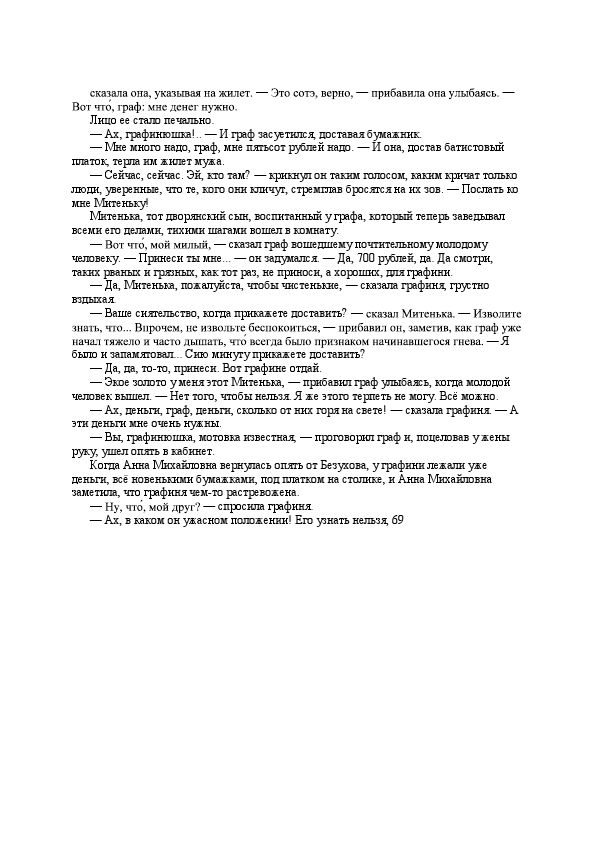 сказала она, указывая на жилет. — Это сотэ, верно, — прибавила она улыбаясь. —
Вот что́, граф: мне денег нужно.
Лицо ее стало печально.
— Ах, графинюшка!.. — И граф засуетился, доставая бумажник.
— Мне много надо, граф, мне пятьсот рублей надо. — И она, достав батистовый
платок, терла им жилет мужа.
— Сейчас, сейчас. Эй, кто там? — крикнул он таким голосом, каким кричат только
люди, уверенные, что те, кого они кличут, стремглав бросятся на их зов. — Послать ко
мне Митеньку!
Митенька, тот дворянский сын, воспитанный у графа, который теперь заведывал
всеми его делами, тихими шагами вошел в комнату.
— Вот что́, мой милый, — сказал граф вошедшему почтительному молодому
человеку. — Принеси ты мне... — он задумался. — Да, 700 рублей, да. Да смотри,
таких рваных и грязных, как тот раз, не приноси, а хороших, для графини.
— Да, Митенька, пожалуйста, чтобы чистенькие, — сказала графиня, грустно
вздыхая.
— Ваше сиятельство, когда прикажете доставить? — сказал Митенька. — Изволите
знать, что... Впрочем, не извольте беспокоиться, — прибавил он, заметив, как граф уже
начал тяжело и часто дышать, что́ всегда было признаком начинавшегося гнева. — Я
было и запамятовал... Сию минуту прикажете доставить?
— Да, да, то-то, принеси. Вот графине отдай.
— Экое золото у меня этот Митенька, — прибавил граф улыбаясь, когда молодой
человек вышел. — Нет того, чтобы нельзя. Я же этого терпеть не могу. Всё можно.
— Ах, деньги, граф, деньги, сколько от них горя на свете! — сказала графиня. — А
эти деньги мне очень нужны.
— Вы, графинюшка, мотовка известная, — проговорил граф и, поцеловав у жены
руку, ушел опять в кабинет.
Когда Анна Михайловна вернулась опять от Безухова, у графини лежали уже
деньги, всё новенькими бумажками, под платком на столике, и Анна Михайловна
заметила, что графиня чем-то растревожена.
— Ну, что́, мой друг? — спросила графиня.
— Ах, в каком он ужасном положении! Его узнать нельзя, 69